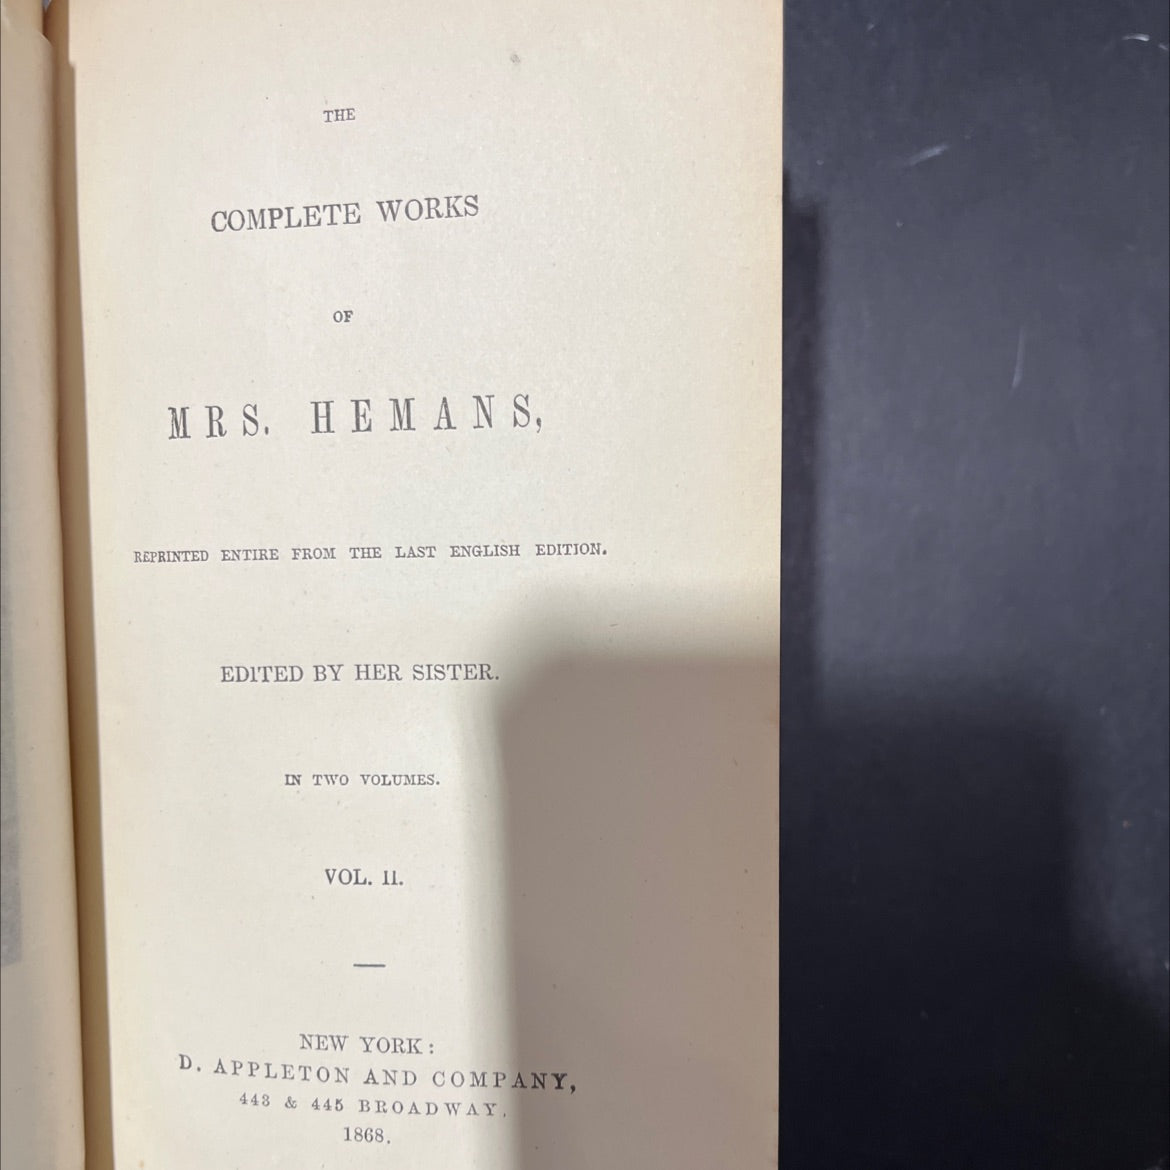 THE
COMPLETE WORKS
OF
MRS. HEMANS,
REPRINTED ENTIRE FROM THE LAST ENGLISH EDITION.
EDITED BY HER SISTER.
IN TWO VOLUMES.
VOL. II.
NEW YORK:
D. APPLETON AND COMPANY,
443 & 445 BROADWAY.
1868.